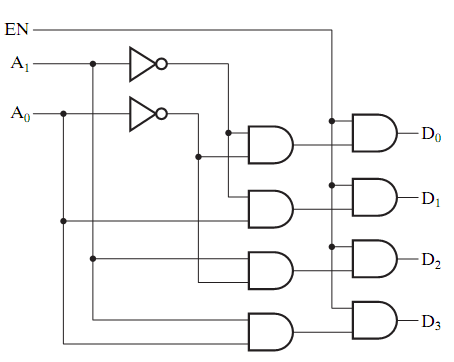 EN
A₁
A₀
D₀
D₁
D₂
D₃